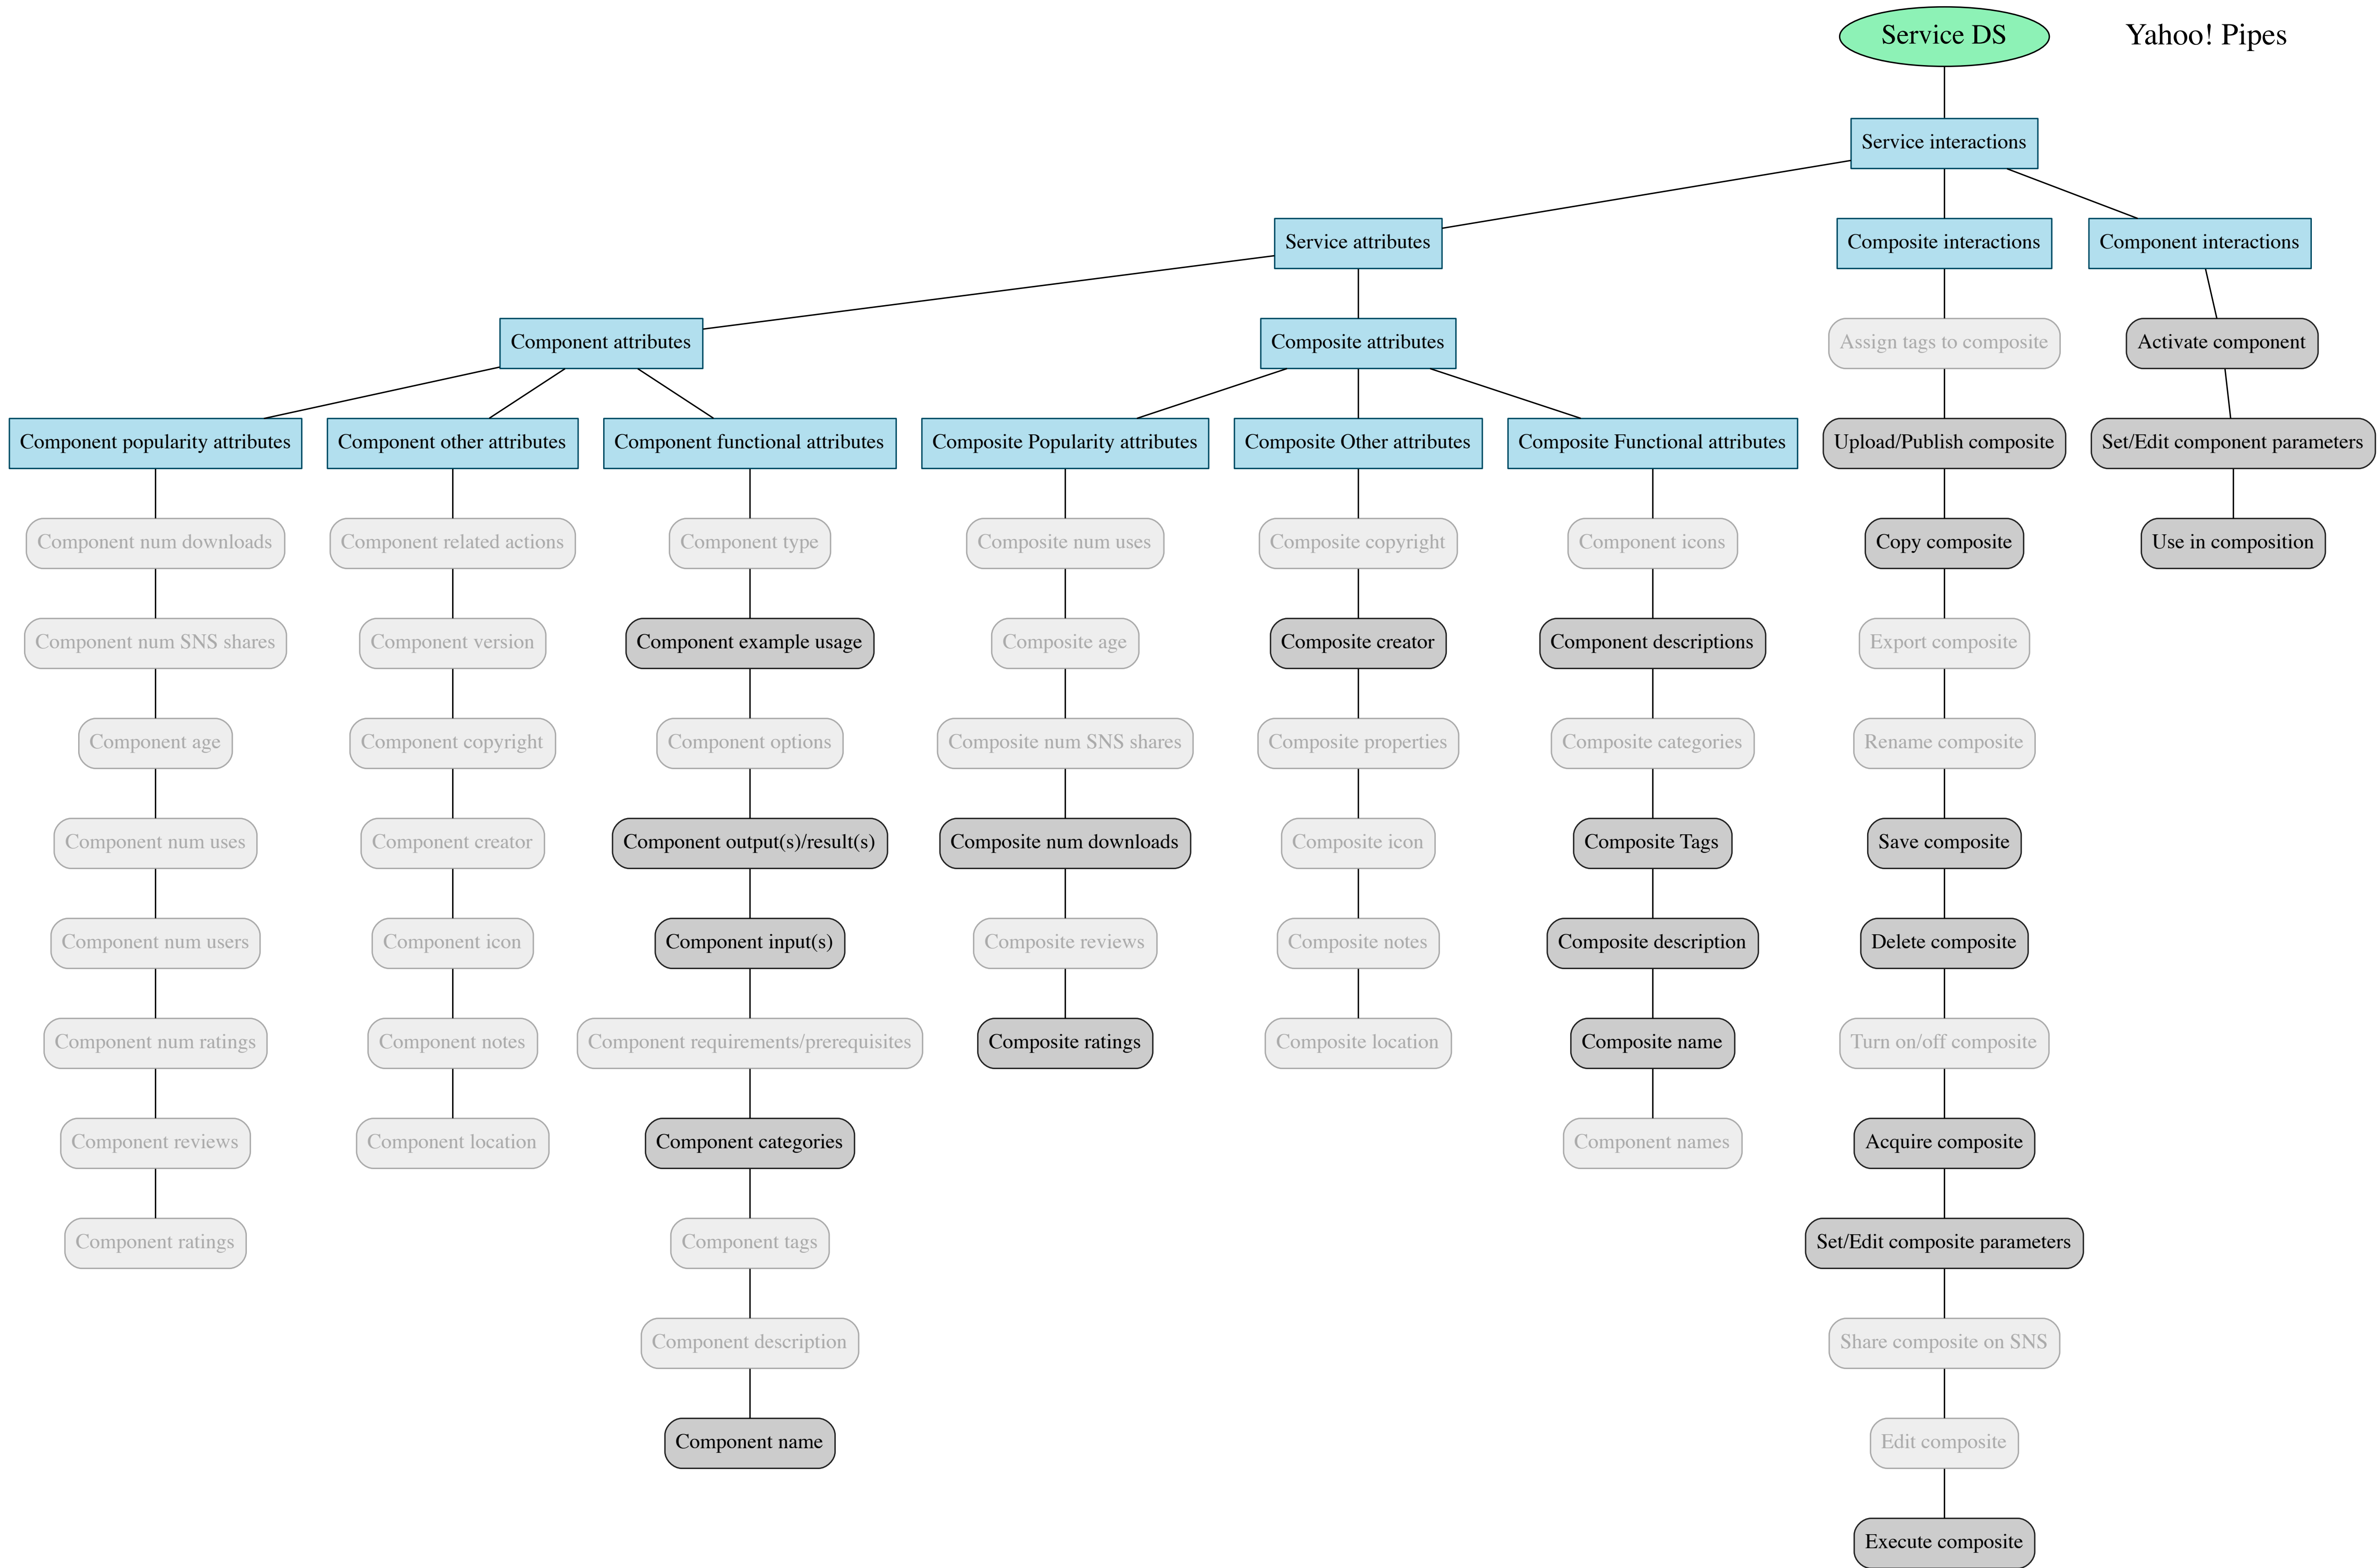 Service DS
Yahoo! Pipes
Service interactions
Service attributes
Composite interactions
Component interactions
Component attributes
Composite attributes
Assign tags to composite
Activate component
Component popularity attributes
Component other attributes
Component functional attributes
Composite Popularity attributes
Composite Other attributes
Composite Functional attributes
Upload/Publish composite
Set/Edit component parameters
Component num downloads
Component related actions
Component type
Composite num uses
Composite copyright
Component icons
Copy composite
Use in composition
Component num SNS shares
Component version
Component example usage
Composite age
Composite creator
Component descriptions
Export composite
Component age
Component copyright
Component options
Composite num SNS shares
Composite properties
Composite categories
Rename composite
Component num uses
Component creator
Component output(s)/result(s)
Composite num downloads
Composite icon
Composite Tags
Save composite
Component num users
Component icon
Component input(s)
Composite reviews
Composite notes
Composite description
Delete composite
Component num ratings
Component notes
Component requirements/prerequisites
Composite ratings
Composite location
Composite name
Turn on/off composite
Component reviews
Component location
Component categories
Component names
Acquire composite
Component ratings
Component tags
Set/Edit composite parameters
Component description
Share composite on SNS
Component name
Edit composite
Execute composite